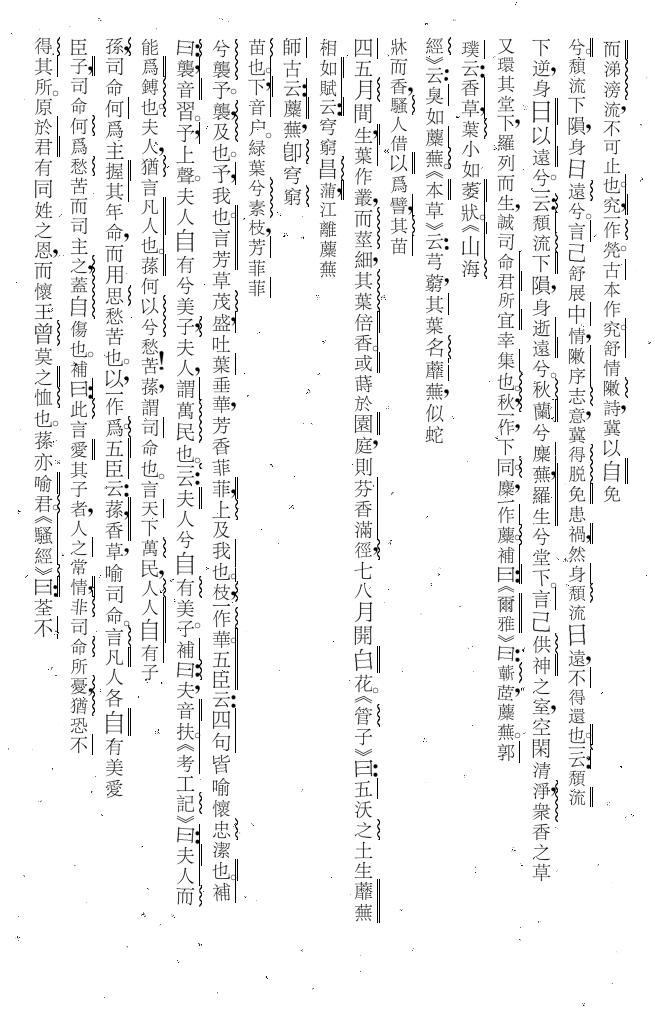 而涕滂流，不可止也。究，一作煢。古本作究。舒情敶詩，冀以自免
兮。頹流下隕，身日遠兮。言己舒展中情，敶序志意，冀得脱免患禍，然身頹流日遠，不得還也。一云：頹流
下逆，身日以遠兮。一云：頹流下隕，身逝遠兮。秋蘭兮麋蕪，羅生兮堂下。言己供神之室，空閑清淨，衆香之草
又環其堂下，羅列而生，誠司命君所宜幸集也。秋，一作，下同。麋，一作蘪。補曰：《爾雅》曰：蘄茝，蘪蕪。郭
璞云：香草，葉小如萎狀。《山海
經》云：臭如蘪蕪。《本草》云：芎藭，其葉名蘼蕪，似蛇
牀而香，騷人借以爲譬，其苗
四五月間生，葉作叢，而莖細，其葉倍香。或蒔於園庭，則芬香滿徑，七八月開白花。《管子》曰：五沃之土生蘼蕪
相如賦云：穹窮昌蒲，江離蘪蕪
師古云：蘪蕪，卽穹窮
苗也。下，音户。緑葉兮素枝，芳菲菲
兮襲予。襲，及也。予，我也。言芳草茂盛，吐葉垂華，芳香菲菲，上及我也。枝，一作華。五臣云：四句皆喻懷忠潔也。補
曰：襲，音習。予，上聲。夫人自有兮美子，夫人，謂萬民也。一云：夫人兮自有美子。補曰：夫，音扶。《考工記》曰：夫人而
能爲鎛也。夫人，猶言凡人也。蓀何以兮愁苦！蓀，謂司命也。言天下萬民，人人自有子
孫，司命何爲主握其年命，而用思愁苦也。以，一作爲。五臣云：蓀，香草，喻司命。言凡人各自有美愛
臣子，司命何爲愁苦而司主之，蓋自傷也。補曰：此言愛其子者，人之常情，非司命所憂，猶恐不
得其所。原於君有同姓之恩，而懷王曾莫之恤也。蓀亦喻君。《騷經》曰：荃不